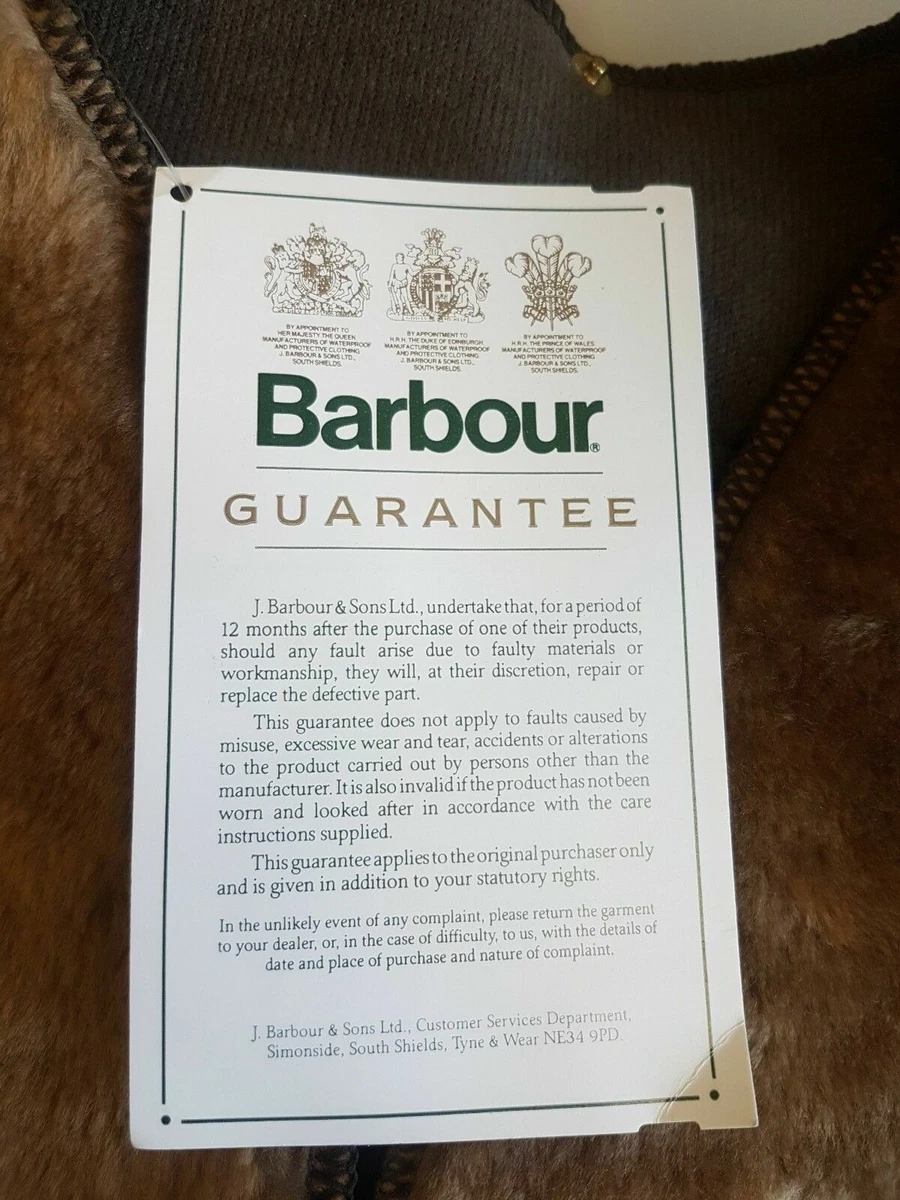 BY APPOINTMENT TO
HER MAJESTY THE QUEEN
MANUFACTURERS OF WATERPROOF
AND PROTECTIVE CLOTHING
J. BARBOUR & SONS LTD.,
SOUTH SHIELDS.
BY APPOINTMENT TO
H.R.H. THE DUKE OF EDINBURGH
MANUFACTURERS OF WATERPROOF
AND PROTECTIVE CLOTHING
J. BARBOUR & SONS LTD.,
SOUTH SHIELDS.
BY APPOINTMENT TO
H.R.H. THE PRINCE OF WALES
MANUFACTURERS OF WATERPROOF
AND PROTECTIVE CLOTHING
J. BARBOUR & SONS LTD.,
SOUTH SHIELDS.
Barbour®
GUARANTEE
J. Barbour & Sons Ltd., undertake that, for a period of
12 months after the purchase of one of their products,
should any fault arise due to faulty materials or
workmanship, they will, at their discretion, repair or
replace the defective part.
This guarantee does not apply to faults caused by
misuse, excessive wear and tear, accidents or alterations
to the product carried out by persons other than the
manufacturer. It is also invalid if the product has not been
worn and looked after in accordance with the care
instructions supplied.
This guarantee applies to the original purchaser only
and is given in addition to your statutory rights.
In the unlikely event of any complaint, please return the garment
to your dealer, or, in the case of difficulty, to us, with the details of
date and place of purchase and nature of complaint.
J. Barbour & Sons Ltd., Customer Services Department,
Simonside, South Shields, Tyne & Wear NE34 9PD.